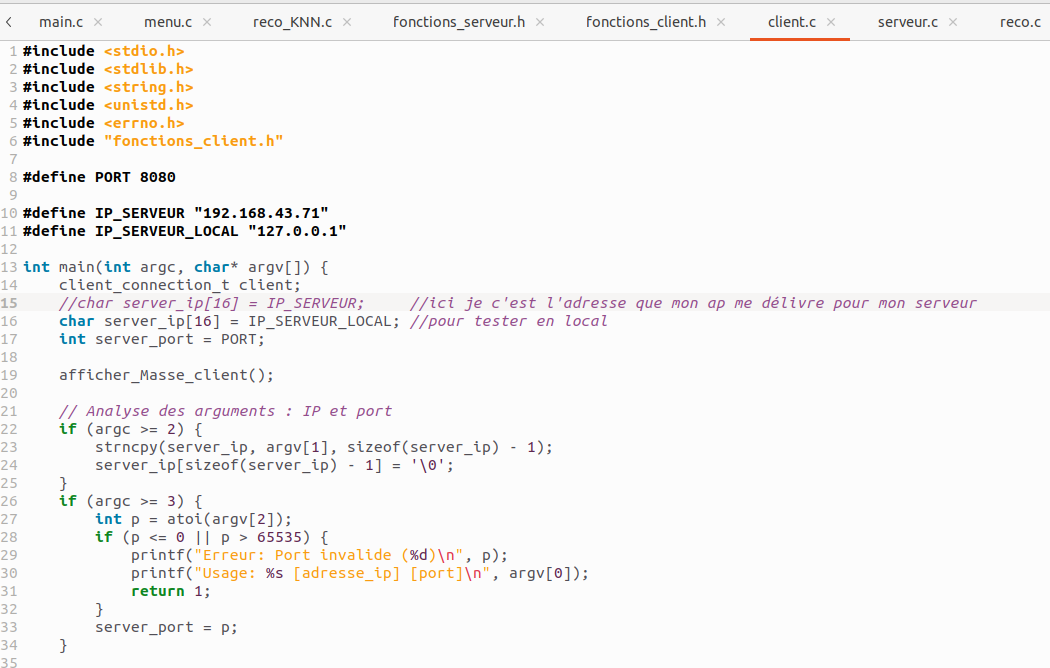 main.c menu.c reco_KNN.c fonctions_serveur.h fonctions_client.h client.c serveur.c reco.c
1 #include <stdio.h>
2 #include <stdlib.h>
3 #include <string.h>
4 #include <unistd.h>
5 #include <errno.h>
6 #include "fonctions_client.h"
7
8 #define PORT 8080
9
10 #define IP_SERVEUR "192.168.43.71"
11 #define IP_SERVEUR_LOCAL "127.0.0.1"
12
13 int main(int argc, char* argv[]) {
14     client_connection_t client;
15     //char server_ip[16] = IP_SERVEUR;     //ici je c'est l'adresse que mon ap me délivre pour mon serveur
16     char server_ip[16] = IP_SERVEUR_LOCAL; //pour tester en local
17     int server_port = PORT;
18
19     afficher_Masse_client();
20
21     // Analyse des arguments : IP et port
22     if (argc >= 2) {
23         strncpy(server_ip, argv[1], sizeof(server_ip) - 1);
24         server_ip[sizeof(server_ip) - 1] = '\0';
25     }
26     if (argc >= 3) {
27         int p = atoi(argv[2]);
28         if (p <= 0 || p > 65535) {
29             printf("Erreur: Port invalide (%d)\n", p);
30             printf("Usage: %s [adresse_ip] [port]\n", argv[0]);
31             return 1;
32         }
33         server_port = p;
34     }
35